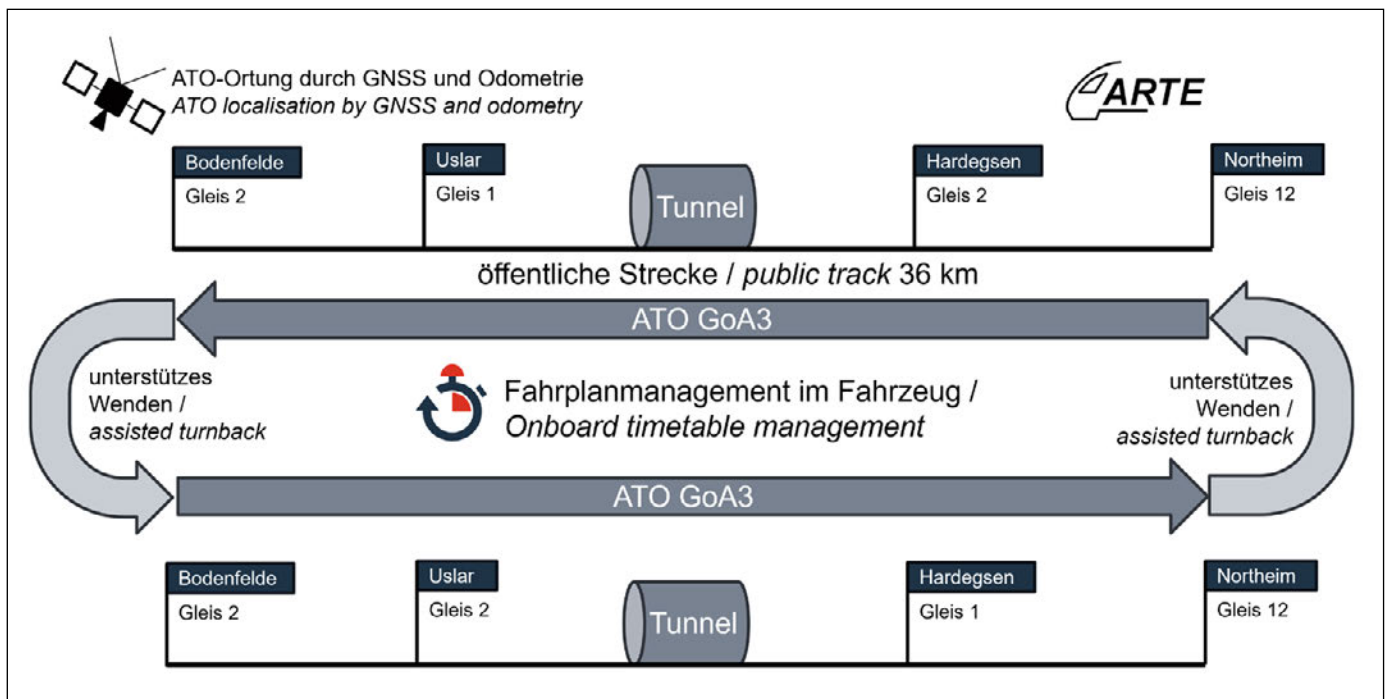 ATO-Ortung durch GNSS und Odometrie
ATO localisation by GNSS and odometry
ARTE
Bodenfelde
Gleis 2
Uslar
Gleis 1
Tunnel
Hardegsen
Gleis 2
Northeim
Gleis 12
öffentliche Strecke / public track 36 km
ATO GoA3
unterstützes
Wenden /
assisted turnback
Fahrplanmanagement im Fahrzeug /
Onboard timetable management
unterstützes
Wenden /
assisted turnback
ATO GoA3
Bodenfelde
Gleis 2
Uslar
Gleis 2
Tunnel
Hardegsen
Gleis 1
Northeim
Gleis 12